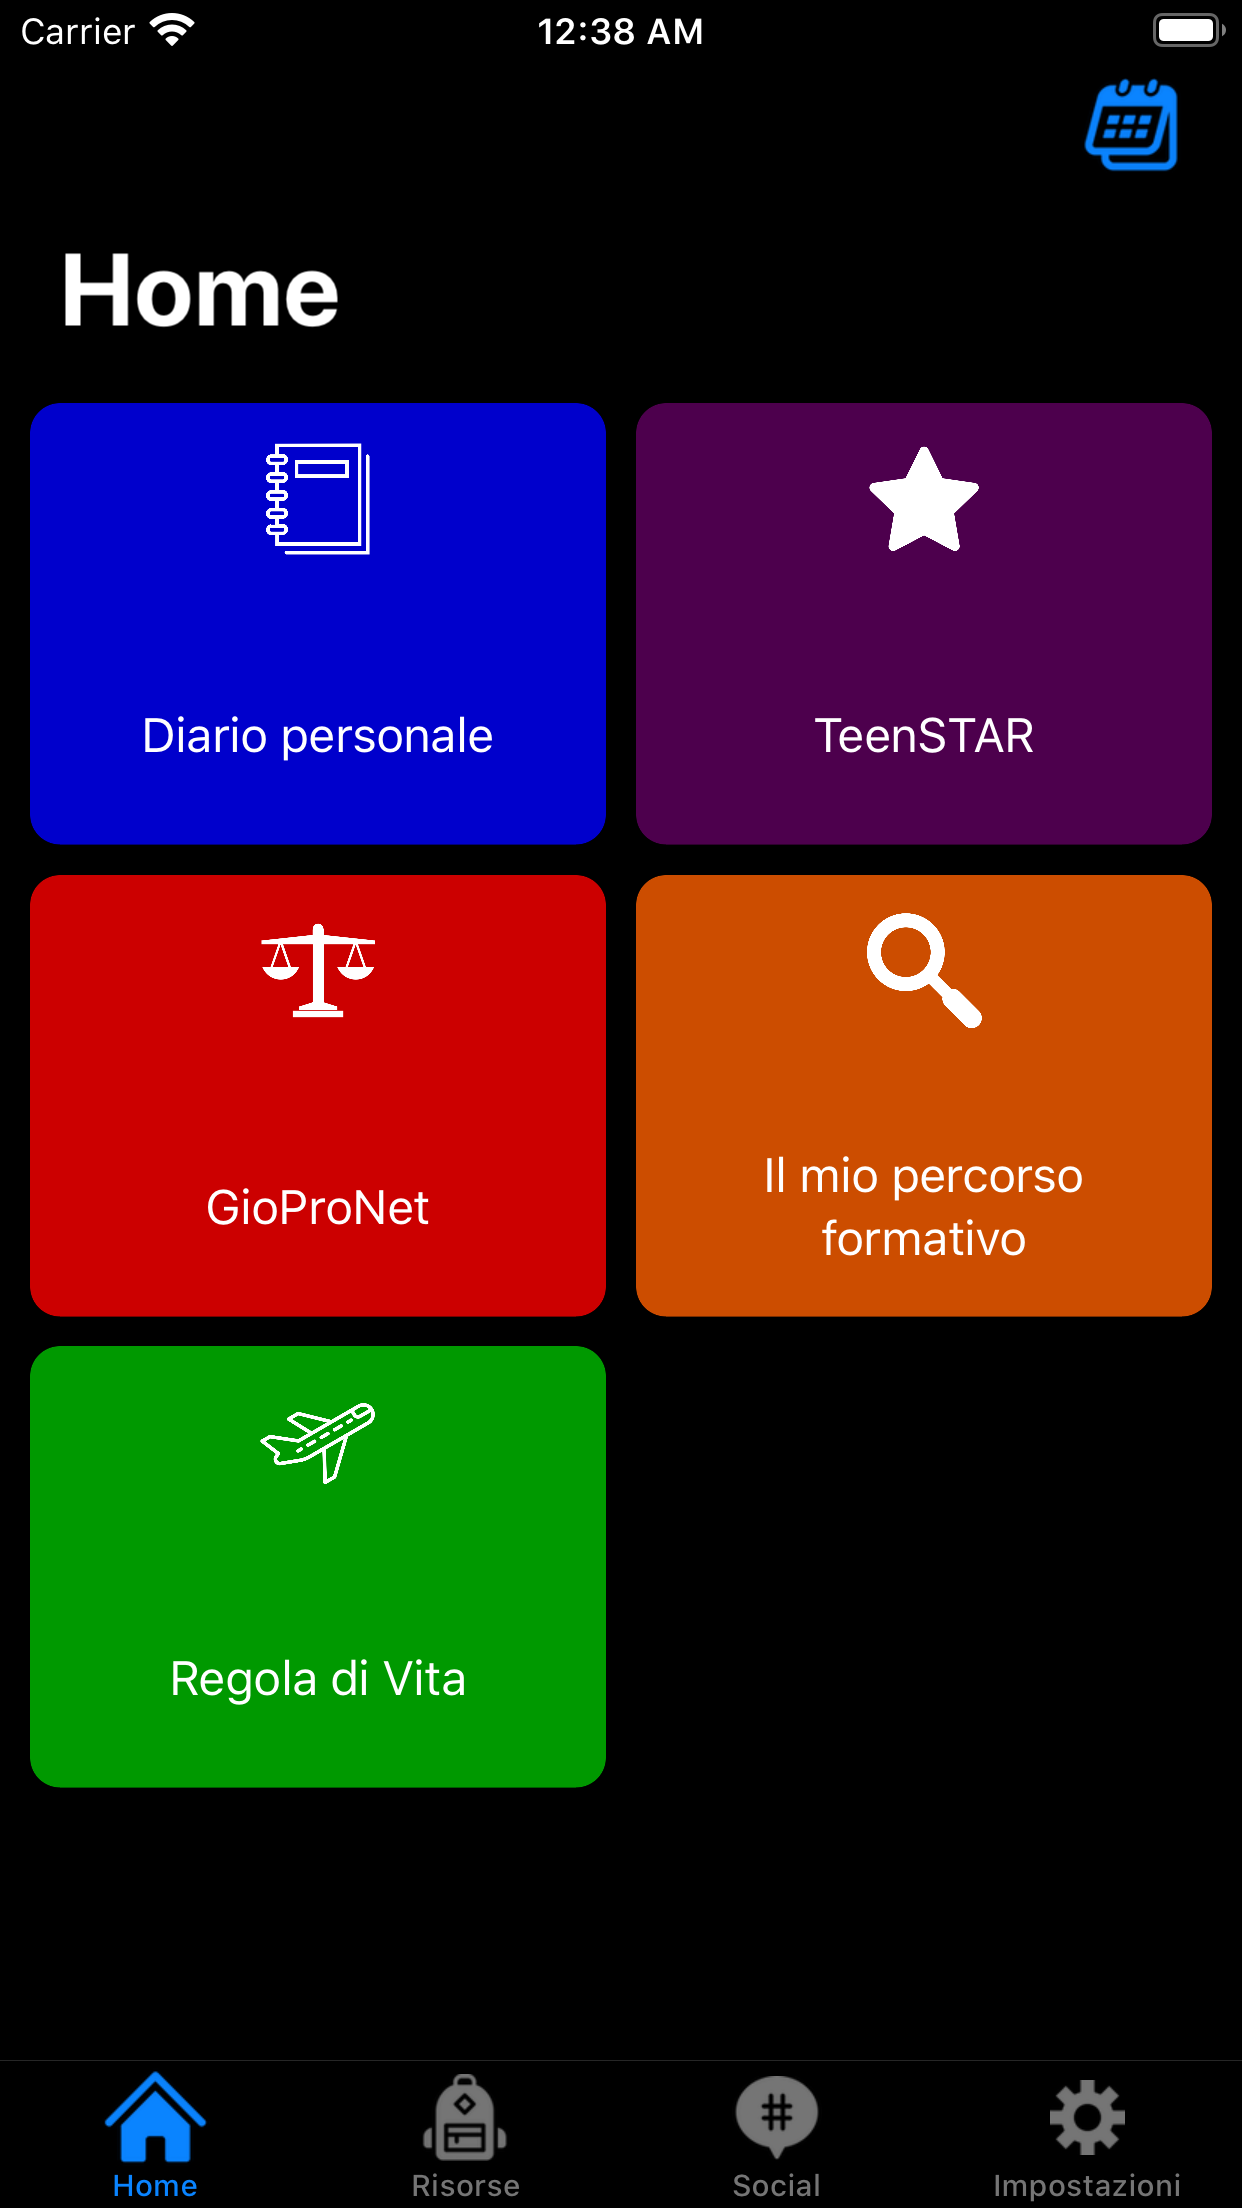 Carrier 12:38 AM
Home
Diario personale
TeenSTAR
GioProNet
Il mio percorso
formativo
Regola di Vita
Home Risorse Social Impostazioni